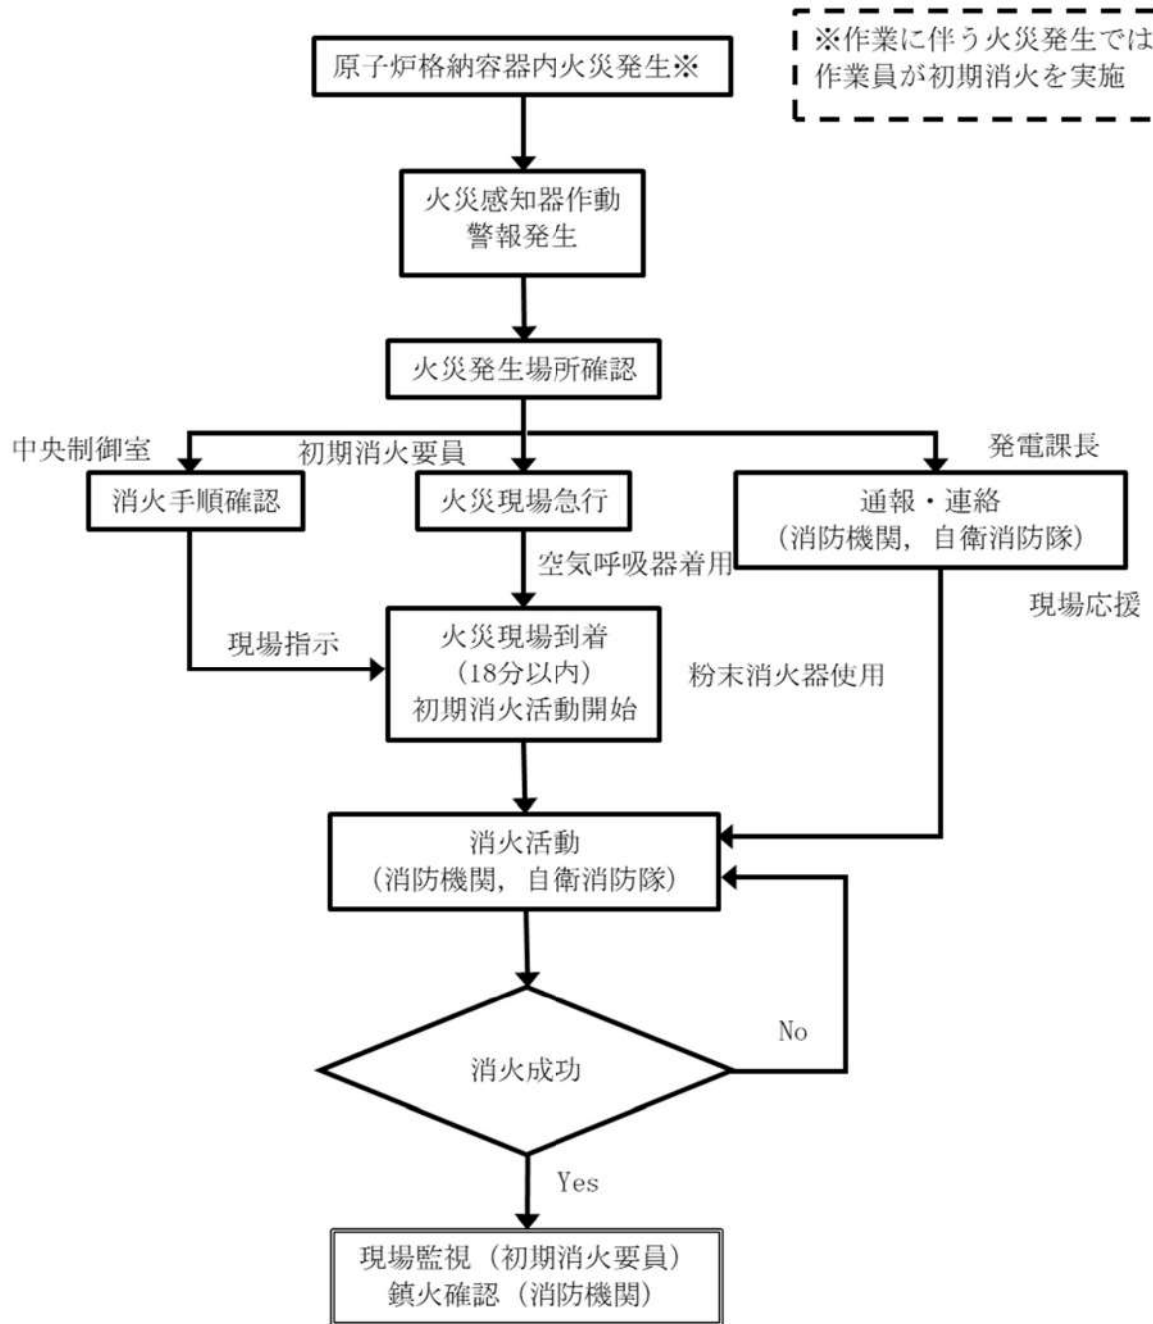 ※作業に伴う火災発生では
作業員が初期消火を実施
原子炉格納容器内火災発生※
火災感知器作動
警報発生
火災発生場所確認
中央制御室
初期消火要員
発電課長
消火手順確認
火災現場急行
通報・連絡
(消防機関，自衛消防隊)
空気呼吸器着用
現場応援
現場指示
火災現場到着
(18分以内)
初期消火活動開始
粉末消火器使用
消火活動
(消防機関，自衛消防隊)
消火成功
No
Yes
現場監視（初期消火要員）
鎮火確認（消防機関）